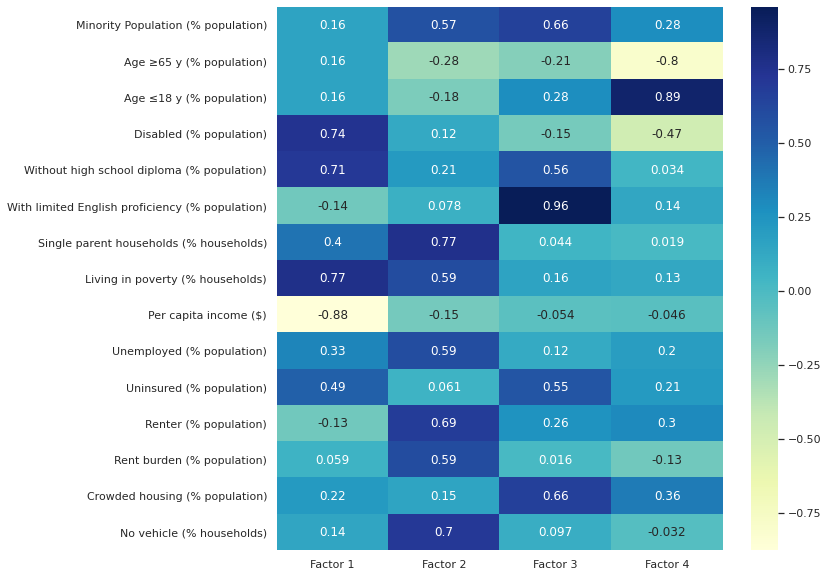 Minority Population (% population) 0.16 0.57 0.66 0.28
Age ≥65 y (% population) 0.16 -0.28 -0.21 -0.8
Age ≤18 y (% population) 0.16 -0.18 0.28 0.89
Disabled (% population) 0.74 0.12 -0.15 -0.47
Without high school diploma (% population) 0.71 0.21 0.56 0.034
With limited English proficiency (% population) -0.14 0.078 0.96 0.14
Single parent households (% households) 0.4 0.77 0.044 0.019
Living in poverty (% households) 0.77 0.59 0.16 0.13
Per capita income ($) -0.88 -0.15 -0.054 -0.046
Unemployed (% population) 0.33 0.59 0.12 0.2
Uninsured (% population) 0.49 0.061 0.55 0.21
Renter (% population) -0.13 0.69 0.26 0.3
Rent burden (% population) 0.059 0.59 0.016 -0.13
Crowded housing (% population) 0.22 0.15 0.66 0.36
No vehicle (% households) 0.14 0.7 0.097 -0.032
Factor 1 Factor 2 Factor 3 Factor 4
0.75
0.50
0.25
0.00
−0.25
−0.50
−0.75